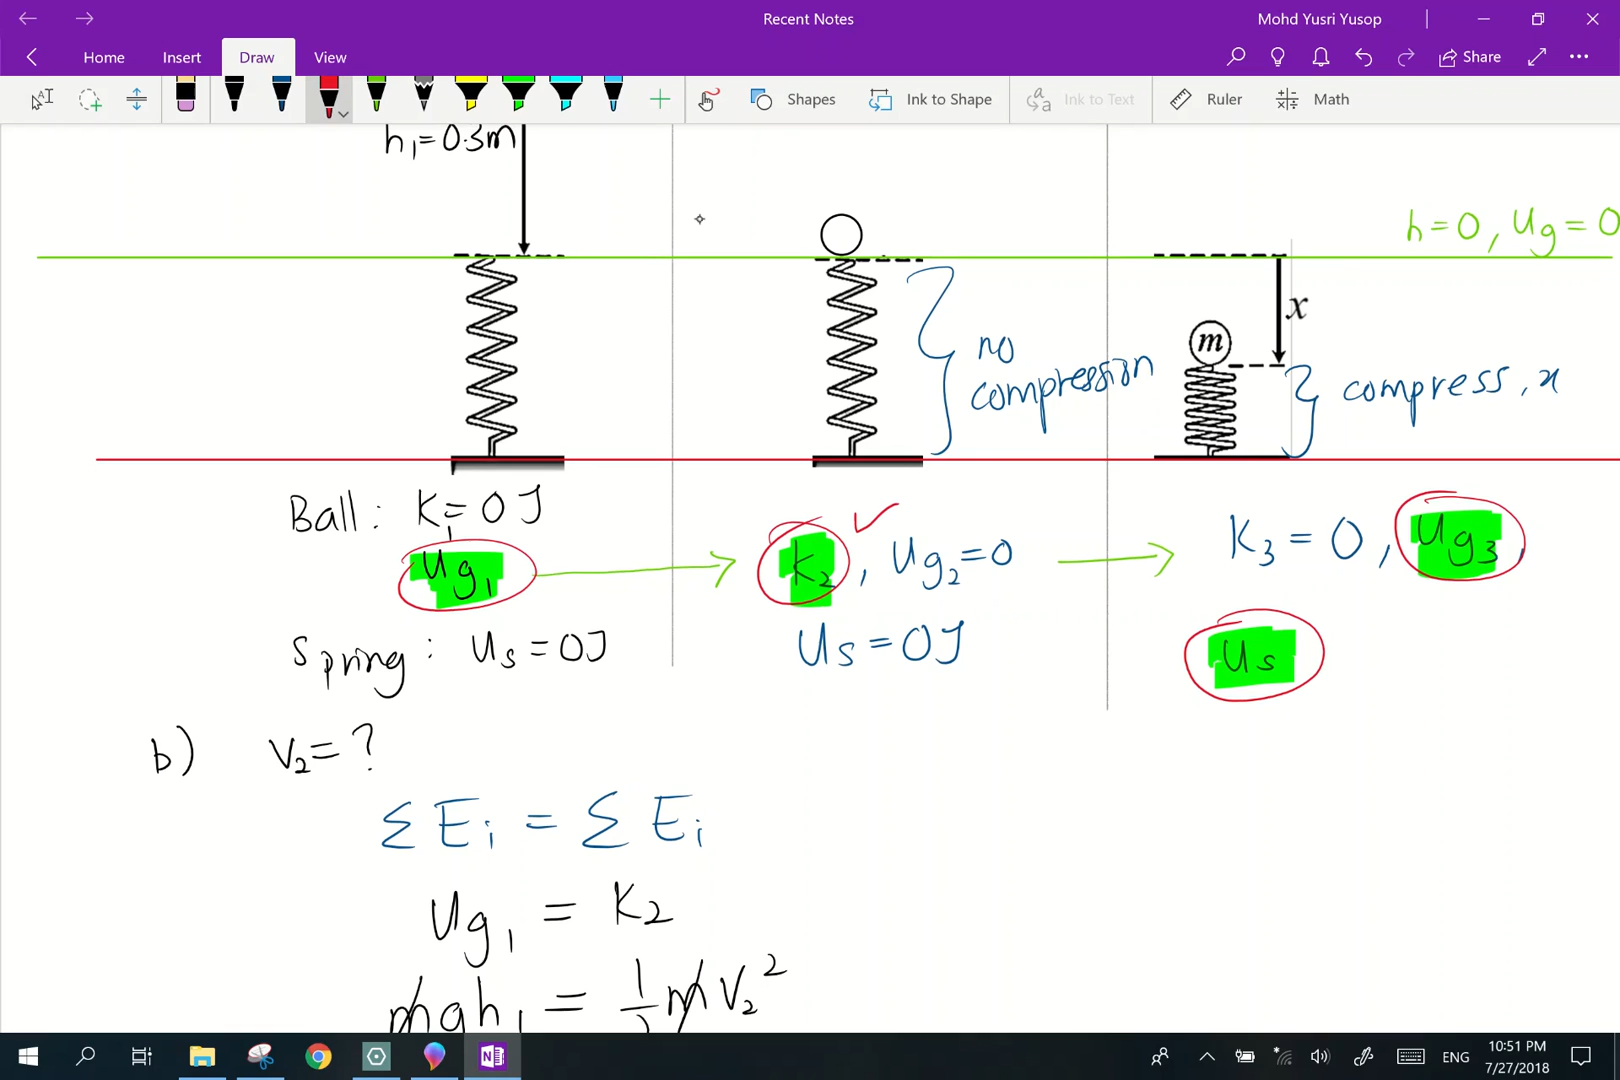 Recent Notes
Mohd Yusri Yusop
Home Insert Draw View
Share
Shapes
Ink to Shape
Ink to Text
Ruler
Math
h₁=0.3m
h=0, Ug=0
x
m
no
compression
compress, x
Ball: K₁=0J
Ug₁
K₂, Ug₂=0
K₃=0, Ug₃,
Spring: Us=0J
Us=0J
Us
b) V₂=?
ΣEi = ΣEi
Ug₁ = K₂
mgh₁ = ½mV₂²
ENG
10:51 PM
7/27/2018